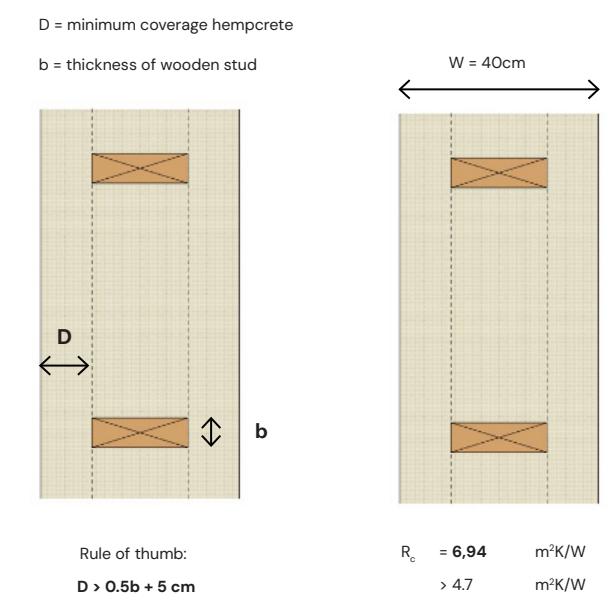 D = minimum coverage hempcrete
b = thickness of wooden stud
D
b
Rule of thumb:
D > 0.5b + 5 cm
W = 40cm
R_c = 6,94 m²K/W
> 4.7 m²K/W